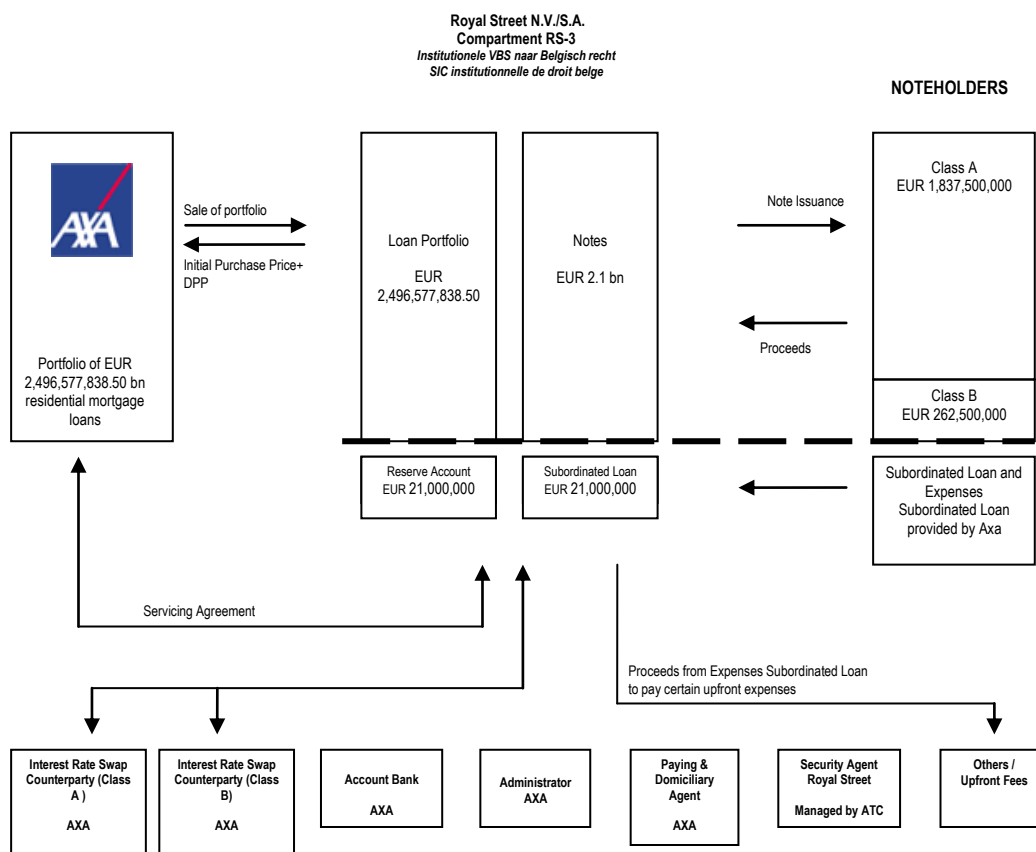 Royal Street N.V./S.A.
Compartment RS-3
Institutionele VBS naar Belgisch recht
SIC institutionnelle de droit belge
NOTEHOLDERS
AXA
Portfolio of EUR
2,496,577,838.50 bn
residential mortgage
loans
Sale of portfolio
Initial Purchase Price+
DPP
Loan Portfolio
EUR
2,496,577,838.50
Notes
EUR 2.1 bn
Note Issuance
Proceeds
Class A
EUR 1,837,500,000
Class B
EUR 262,500,000
Reserve Account
EUR 21,000,000
Subordinated Loan
EUR 21,000,000
Subordinated Loan and
Expenses
Subordinated Loan
provided by Axa
Servicing Agreement
Proceeds from Expenses Subordinated Loan
to pay certain upfront expenses
Interest Rate Swap
Counterparty (Class
A )
AXA
Interest Rate Swap
Counterparty (Class
B)
AXA
Account Bank
AXA
Administrator
AXA
Paying &
Domiciliary
Agent
AXA
Security Agent
Royal Street
Managed by ATC
Others /
Upfront Fees